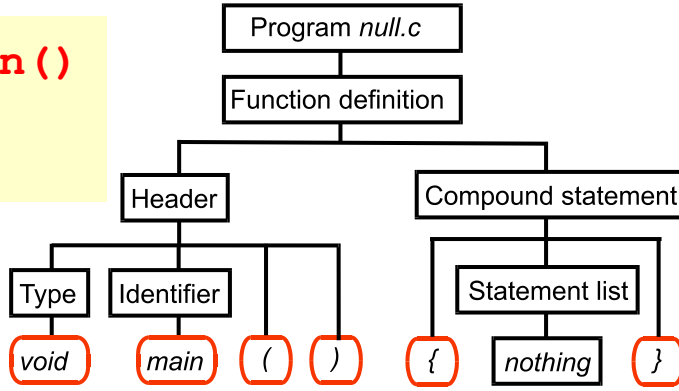 n()
Program null.c
Function definition
Header
Compound statement
Type
Identifier
Statement list
void
main
(
)
{
nothing
}